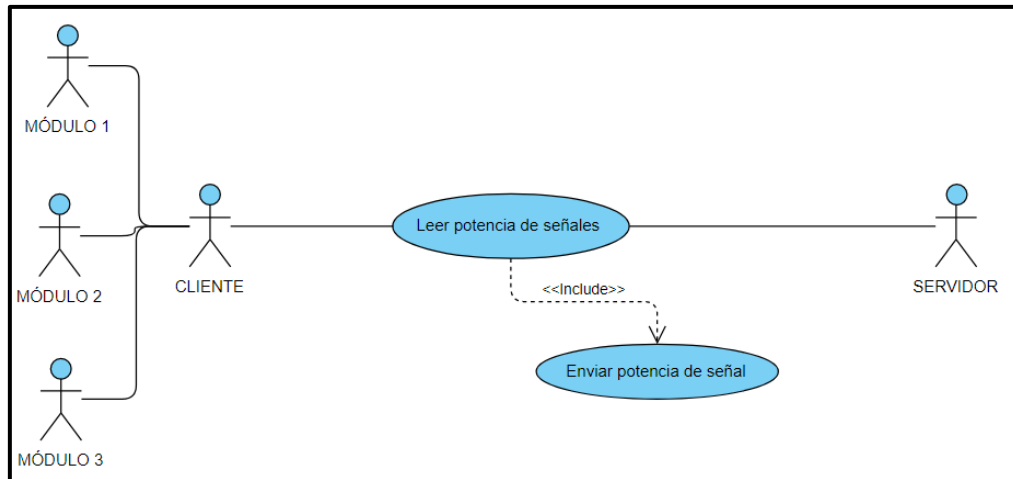 MÓDULO 1
MÓDULO 2
MÓDULO 3
CLIENTE
Leer potencia de señales
<<Include>>
Enviar potencia de señal
SERVIDOR